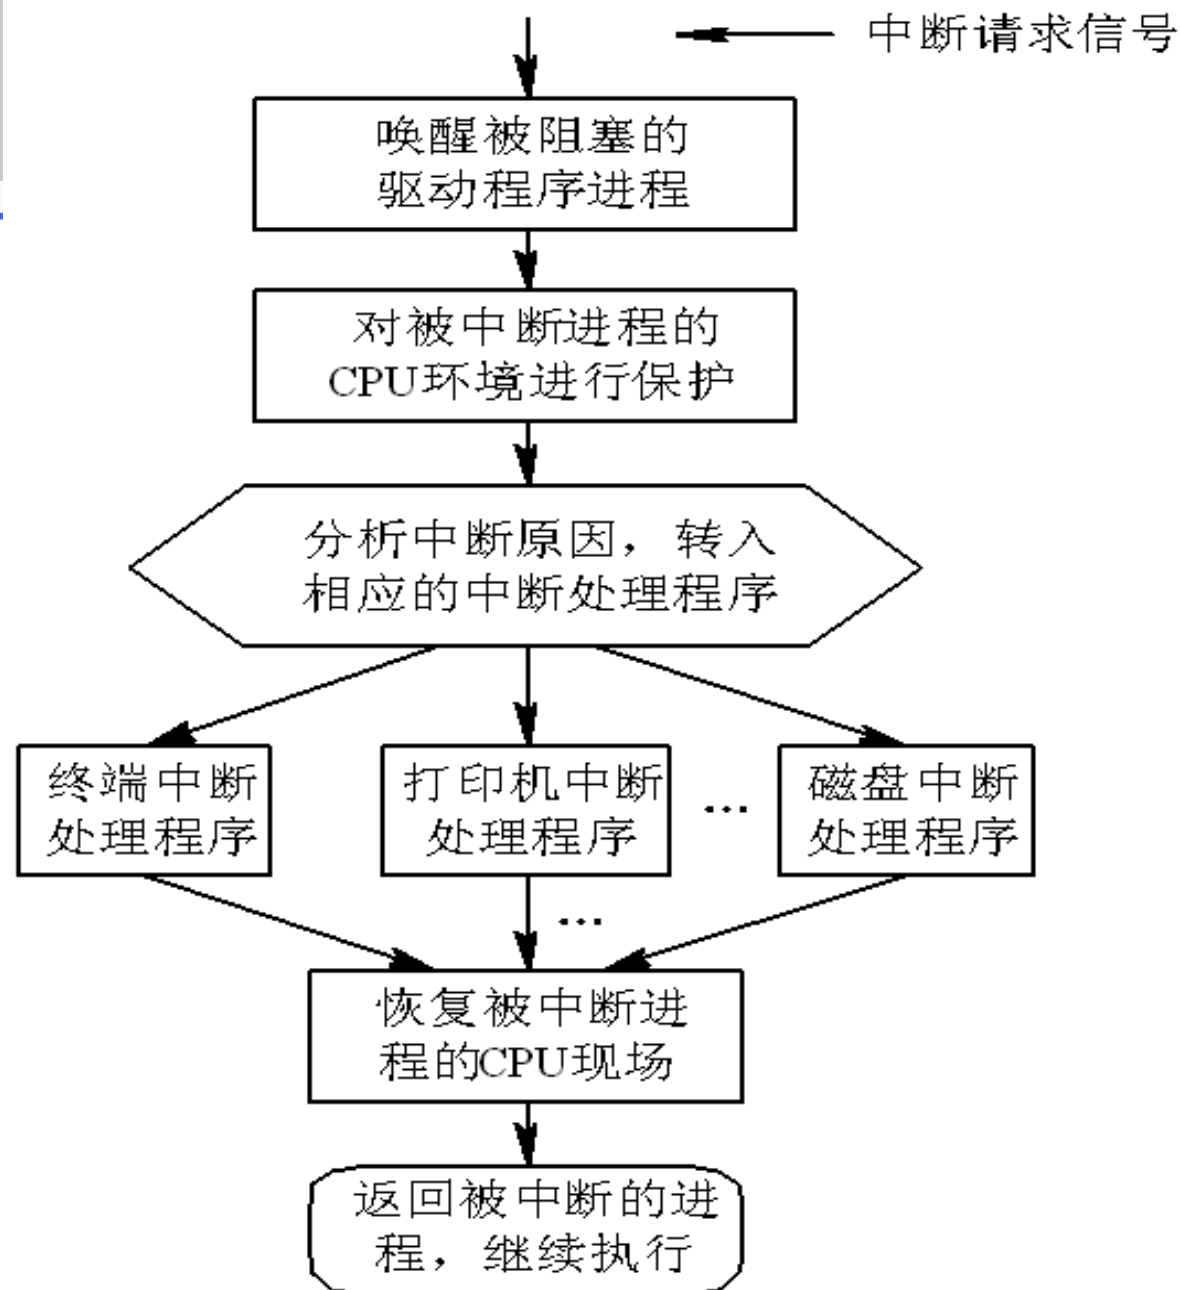 中断请求信号
唤醒被阻塞的
驱动程序进程
对被中断进程的
CPU环境进行保护
分析中断原因，转入
相应的中断处理程序
终端中断
处理程序
打印机中断
处理程序
…
磁盘中断
处理程序
…
恢复被中断进
程的CPU现场
返回被中断的进
程，继续执行